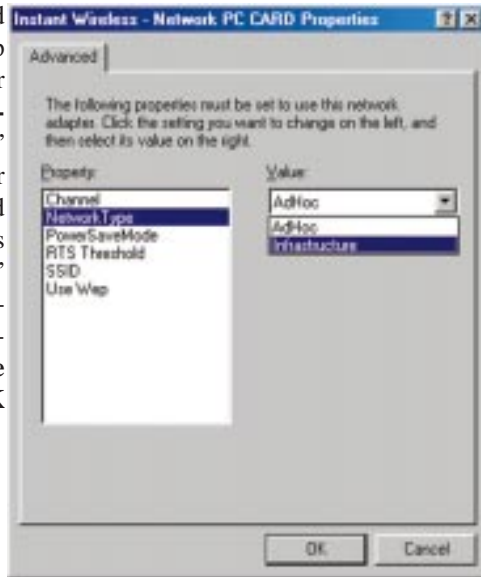 Instant Wireless - Network PC CARD Properties
Advanced
The following properties must be set to use this network
adapter. Click the setting you want to change on the left, and
then select its value on the right.
Property:
Value:
Channel
NetworkType
PowerSaveMode
RTS Threshold
SSID
Use Wep
AdHoc
AdHoc
Infrastructure
OK
Cancel